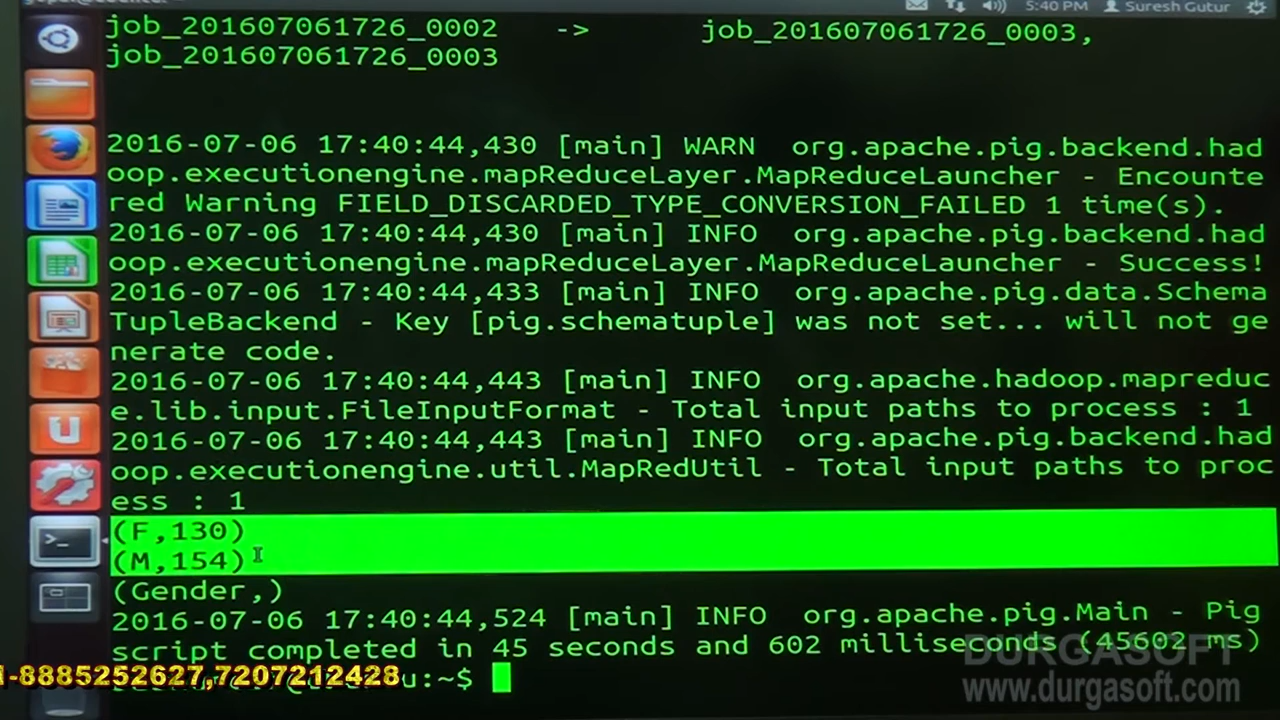 5:40 PM Suresh Gutur
job_201607061726_0002 -> job_201607061726_0003,
job_201607061726_0003
2016-07-06 17:40:44,430 [main] WARN org.apache.pig.backend.had
oop.executionengine.mapReduceLayer.MapReduceLauncher - Encounte
red Warning FIELD_DISCARDED_TYPE_CONVERSION_FAILED 1 time(s).
2016-07-06 17:40:44,430 [main] INFO org.apache.pig.backend.had
oop.executionengine.mapReduceLayer.MapReduceLauncher - Success!
2016-07-06 17:40:44,433 [main] INFO org.apache.pig.data.Schema
TupleBackend - Key [pig.schematuple] was not set... will not ge
nerate code.
2016-07-06 17:40:44,443 [main] INFO org.apache.hadoop.mapreduc
e.lib.input.FileInputFormat - Total input paths to process : 1
2016-07-06 17:40:44,443 [main] INFO org.apache.pig.backend.had
oop.executionengine.util.MapRedUtil - Total input paths to proc
ess : 1
(F,130)
(M,154)
(Gender,)
2016-07-06 17:40:44,524 [main] INFO org.apache.pig.Main - Pig
script completed in 45 seconds and 602 milliseconds (45602 ms)
u:~$
1-8885252627,7207212428
DURGASOFT
www.durgasoft.com